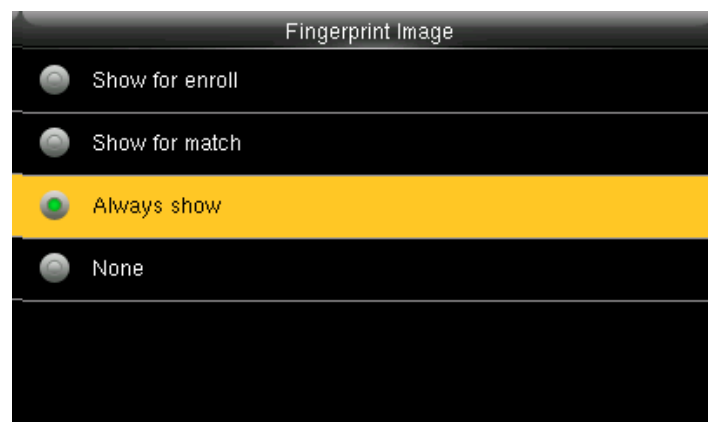 Fingerprint Image
Show for enroll
Show for match
Always show
None